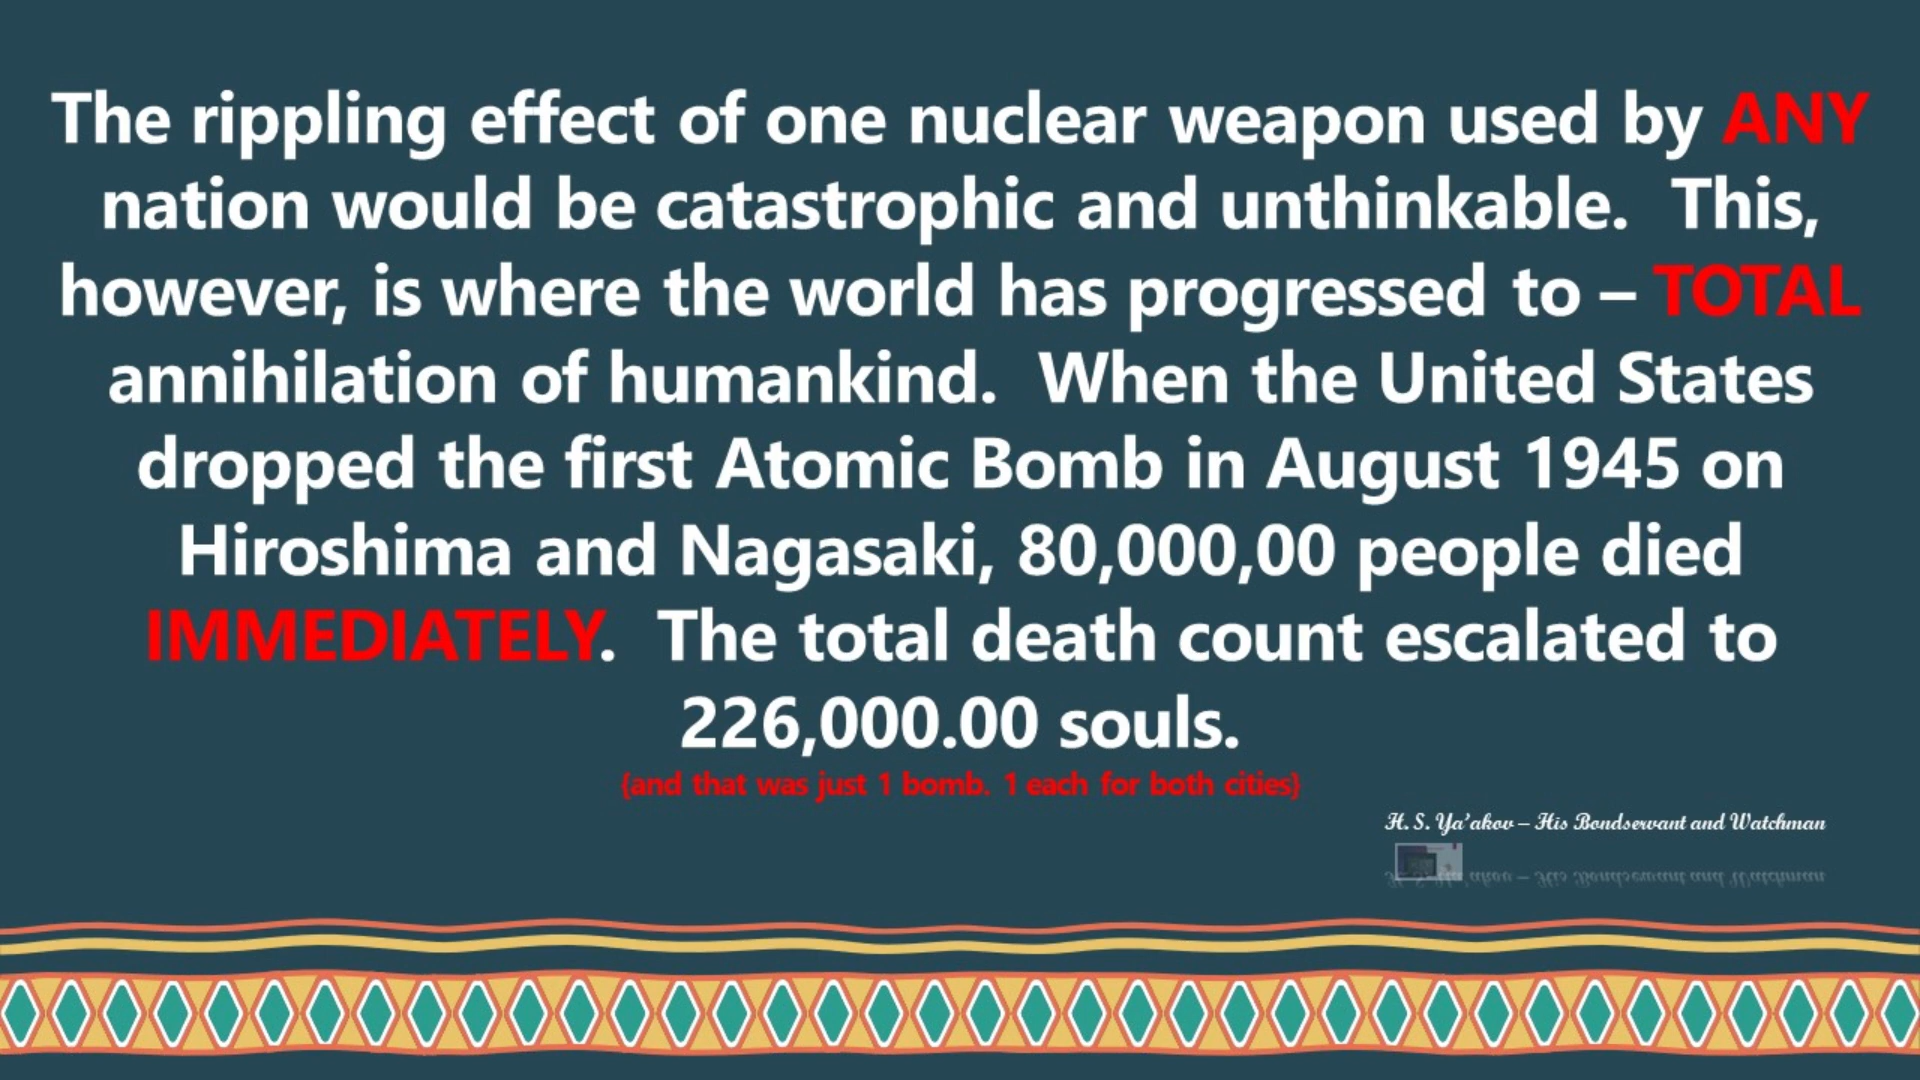 The rippling effect of one nuclear weapon used by ANY
nation would be catastrophic and unthinkable.  This,
however, is where the world has progressed to – TOTAL
annihilation of humankind.  When the United States
dropped the first Atomic Bomb in August 1945 on
Hiroshima and Nagasaki, 80,000,00 people died
IMMEDIATELY.  The total death count escalated to
226,000.00 souls.
(and that was just 1 bomb. 1 each for both cities)
H. S. Ya'akov – His Bondservant and Watchman